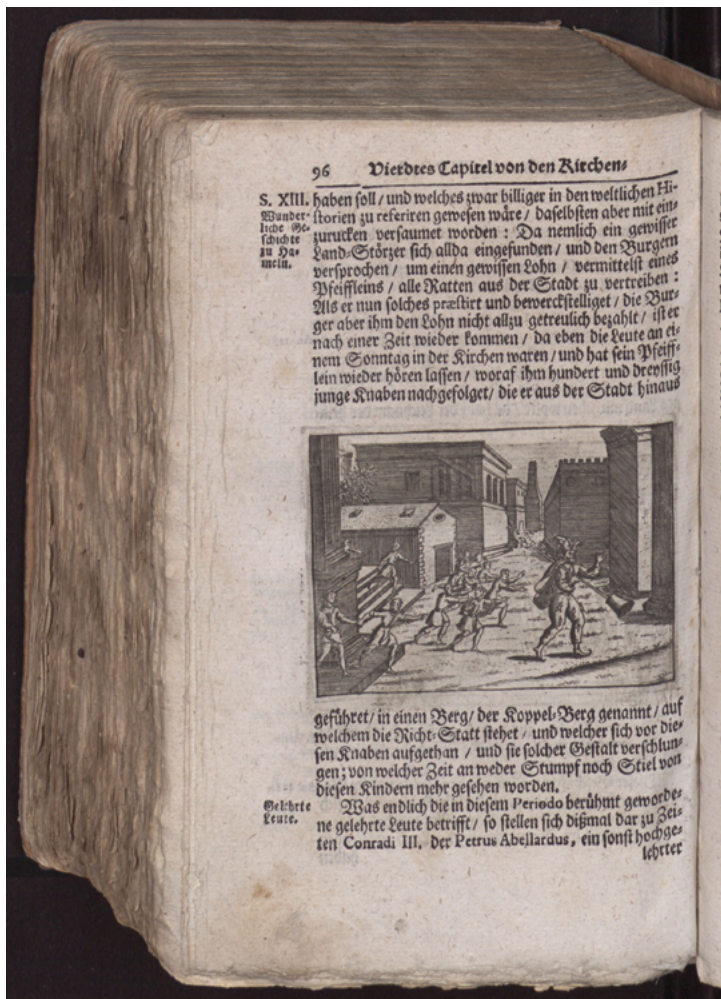 96 Vierdtes Capitel von den Kirchen-
S. XIII.
Wunder-
liche Ge-
schichte
zu Ha-
meln.
haben soll / und welches zwar billiger in den weltlichen Hi-
storien zu referiren gewesen wäre / daselbsten aber mit ein-
zurucken versaumet worden : Da nemlich ein gewisser
Land-Störtzer sich allda eingefunden / und den Burgern
versprochen / um einen gewissen Lohn / vermittelst eines
Pfeiffleins / alle Ratten aus der Stadt zu vertreiben :
Als er nun solches præstirt und bewerckstelliget / die Bur-
ger aber ihm den Lohn nicht allzu getreulich bezahlt / ist er
nach einer Zeit wieder kommen / da eben die Leute an ei-
nem Sonntag in der Kirchen waren / und hat sein Pfeiff-
lein wieder hören lassen / woraf ihm hundert und dreyssig
junge Knaben nachgefolget / die er aus der Stadt hinaus
geführet / in einen Berg / der Koppel-Berg genannt / auf
welchem die Richt-Statt stehet / und welcher sich vor die-
sen Knaben aufgethan / und sie solcher Gestalt verschlun-
gen ; von welcher Zeit an weder Stumpf noch Stiel von
diesen Kindern mehr gesehen worden.
Gelehrte
Leute.
Was endlich die in diesem Periodo berühmt geworde-
ne gelehrte Leute betrifft / so stellen sich dißmal dar zu Zei-
ten Conradi III. der Petrus Abellardus, ein sonst hochge-
lehrter